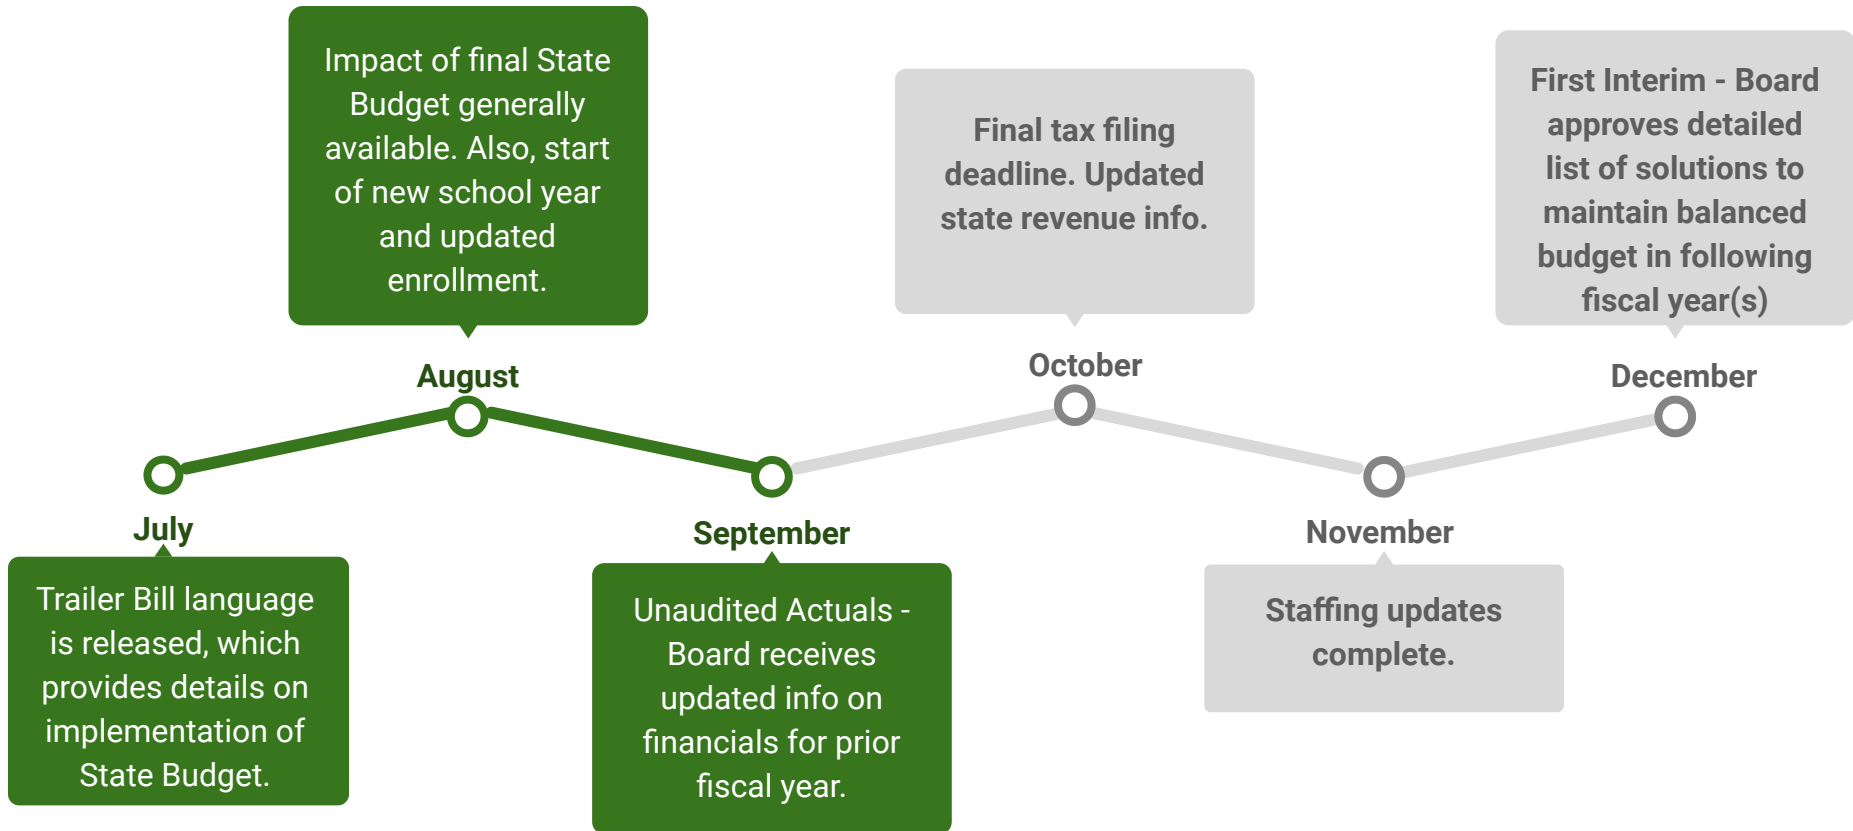 Impact of final State
Budget generally
available. Also, start
of new school year
and updated
enrollment.
August
Final tax filing
deadline. Updated
state revenue info.
October
First Interim - Board
approves detailed
list of solutions to
maintain balanced
budget in following
fiscal year(s)
December
July
Trailer Bill language
is released, which
provides details on
implementation of
State Budget.
September
Unaudited Actuals -
Board receives
updated info on
financials for prior
fiscal year.
November
Staffing updates
complete.